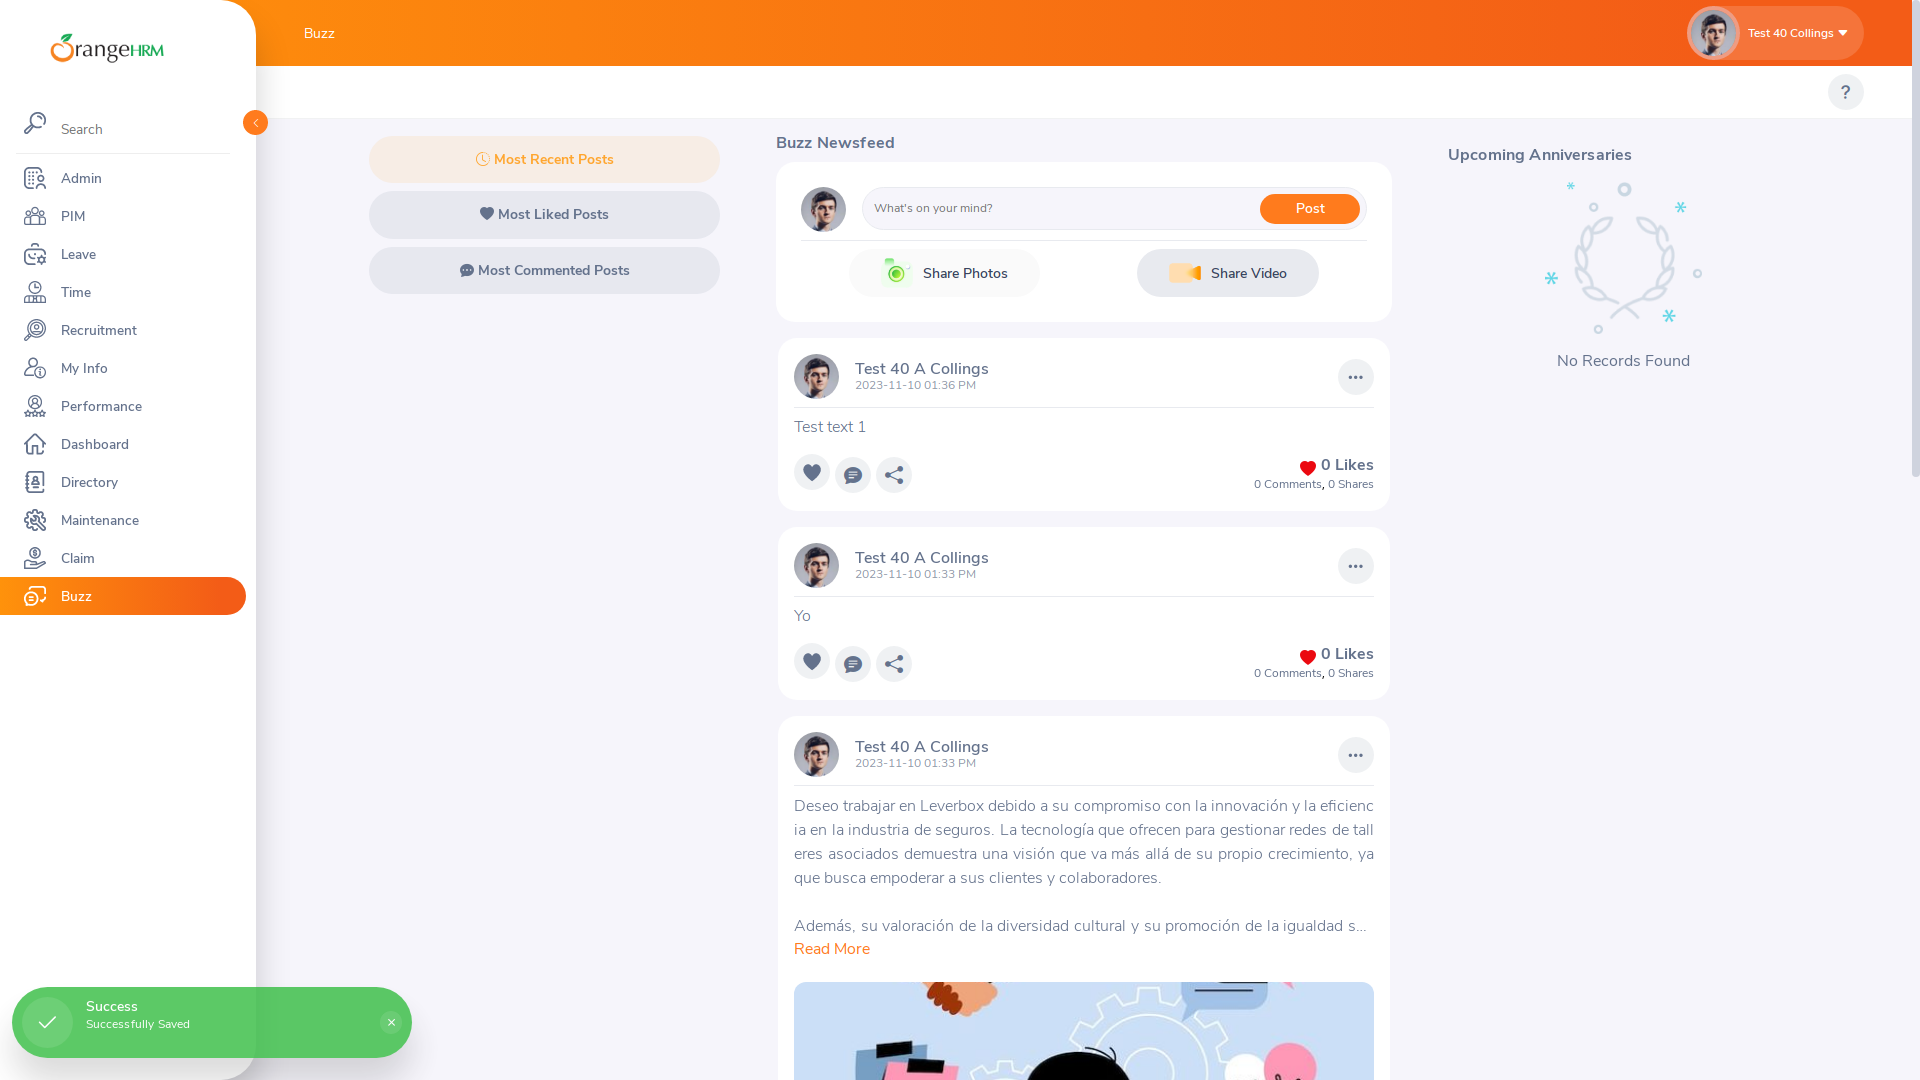 OrangeHRM
Search
Admin
PIM
Leave
Time
Recruitment
My Info
Performance
Dashboard
Directory
Maintenance
Claim
Buzz
Buzz
Test 40 Collings
?
Most Recent Posts
Most Liked Posts
Most Commented Posts
Buzz Newsfeed
What's on your mind?
Post
Share Photos
Share Video
Test 40 A Collings
2023-11-10 01:36 PM
Test text 1
0 Likes
0 Comments, 0 Shares
Test 40 A Collings
2023-11-10 01:33 PM
Yo
0 Likes
0 Comments, 0 Shares
Test 40 A Collings
2023-11-10 01:33 PM
Deseo trabajar en Leverbox debido a su compromiso con la innovación y la eficienc
ia en la industria de seguros. La tecnología que ofrecen para gestionar redes de tall
eres asociados demuestra una visión que va más allá de su propio crecimiento, ya
que busca empoderar a sus clientes y colaboradores.
Además, su valoración de la diversidad cultural y su promoción de la igualdad s...
Read More
Upcoming Anniversaries
No Records Found
Success
Successfully Saved